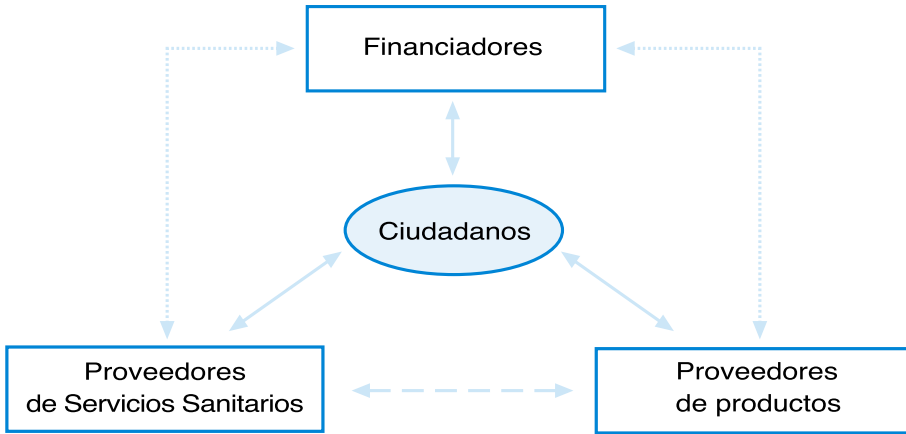 Financiadores
Ciudadanos
Proveedores
de Servicios Sanitarios
Proveedores
de productos